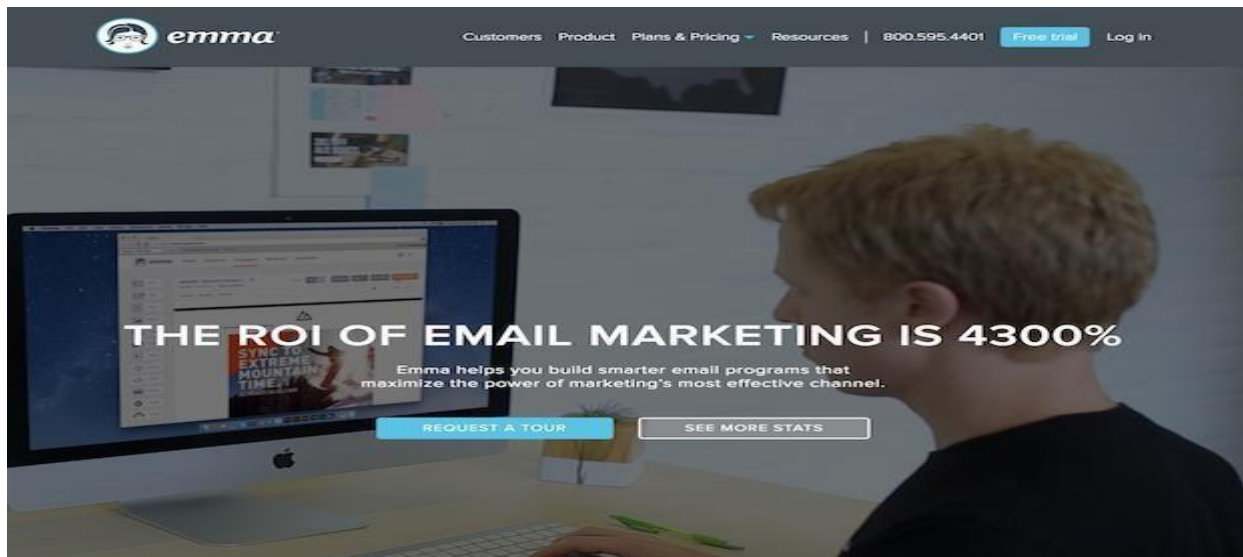 emma
Customers Product Plans & Pricing Resources | 800.595.4401 Free trial Log In
emma
SYNC TO
EXTREME
MOUNTAIN
TIME.
THE ROI OF EMAIL MARKETING IS 4300%
Emma helps you build smarter email programs that
maximize the power of marketing's most effective channel.
REQUEST A TOUR SEE MORE STATS